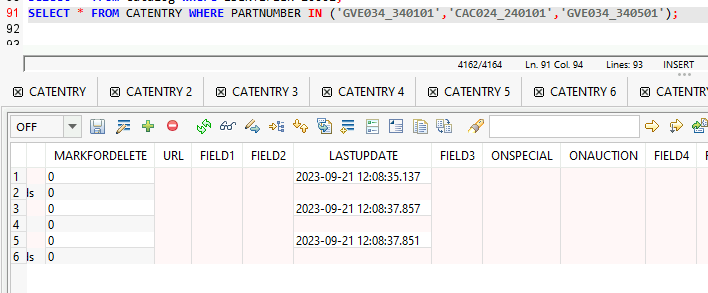 91 SELECT * FROM CATENTRY WHERE PARTNUMBER IN ('GVE034_340101','CAC024_240101','GVE034_340501');
92
4162/4164 Ln. 91 Col. 94 Lines: 93 INSERT
CATENTRY CATENTRY 2 CATENTRY 3 CATENTRY 4 CATENTRY 5 CATENTRY 6 CATENTRY
OFF
MARKFORDELETE URL FIELD1 FIELD2 LASTUPDATE FIELD3 ONSPECIAL ONAUCTION FIELD4
1 0 2023-09-21 12:08:35.137
2 ls 0
3 0 2023-09-21 12:08:37.857
4 0
5 0 2023-09-21 12:08:37.851
6 ls 0